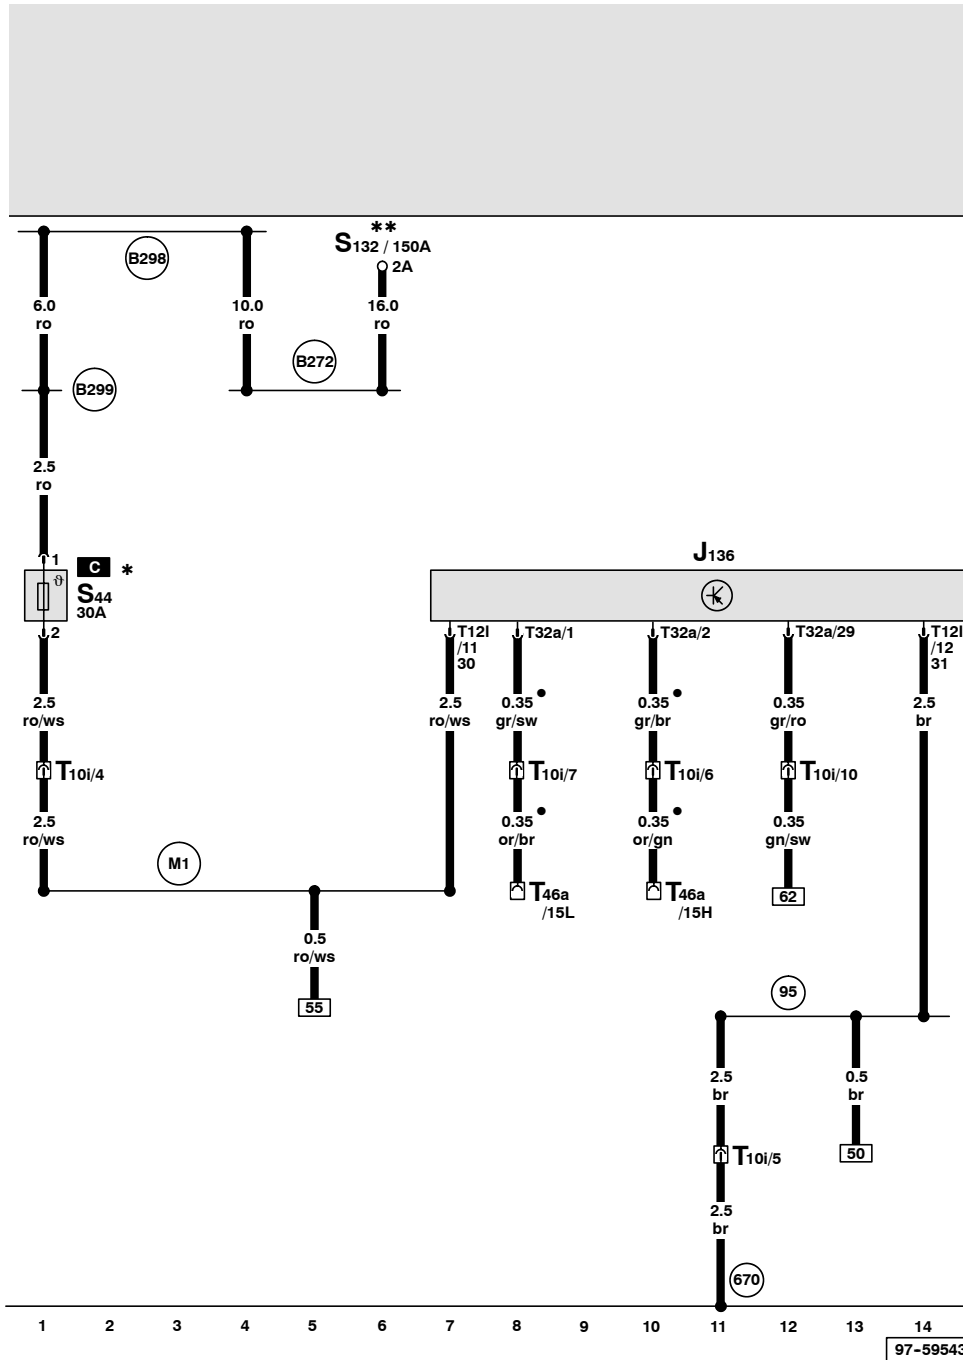 **
S132 / 150A
2A
B298
6.0
ro
10.0
ro
16.0
ro
B272
B299
2.5
ro
1
C *
ϑ
S44
30A
2
J136
T12l
/11
30
T32a/1
T32a/2
T32a/29
T12l
/12
31
2.5
ro/ws
2.5
ro/ws
0.35
gr/sw
0.35
gr/br
0.35
gr/ro
2.5
br
T10i/4
T10i/7
T10i/6
T10i/10
2.5
ro/ws
0.35
or/br
0.35
or/gn
0.35
gn/sw
M1
T46a
/15L
T46a
/15H
62
0.5
ro/ws
55
95
2.5
br
0.5
br
T10i/5
50
2.5
br
670
1 2 3 4 5 6 7 8 9 10 11 12 13 14
97-59543